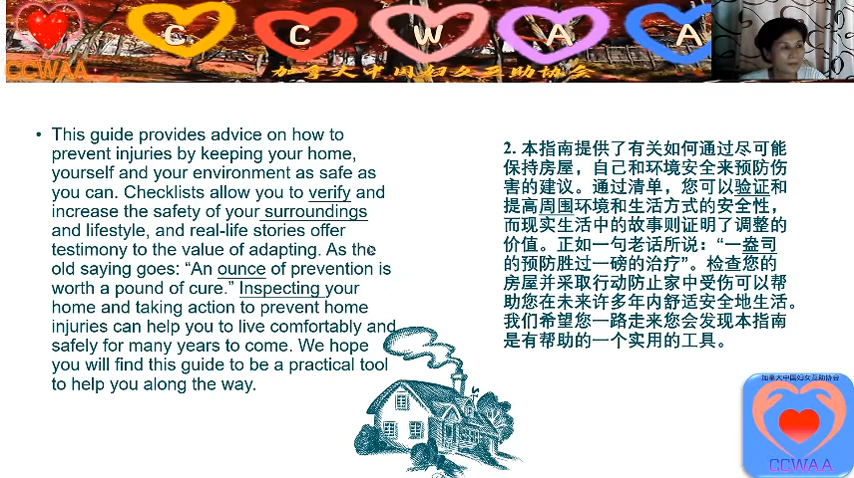 C C W A A
CCWAA
加拿大中国妇女互助协会
• This guide provides advice on how to
prevent injuries by keeping your home,
yourself and your environment as safe as
you can. Checklists allow you to verify and
increase the safety of your surroundings
and lifestyle, and real-life stories offer
testimony to the value of adapting. As the
old saying goes: “An ounce of prevention is
worth a pound of cure.” Inspecting your
home and taking action to prevent home
injuries can help you to live comfortably and
safely for many years to come. We hope
you will find this guide to be a practical tool
to help you along the way.
2. 本指南提供了有关如何通过尽可能
保持房屋，自己和环境安全来预防伤
害的建议。通过清单，您可以验证和
提高周围环境和生活方式的安全性，
而现实生活中的故事则证明了调整的
价值。正如一句老话所说：“一盎司
的预防胜过一磅的治疗”。检查您的
房屋并采取行动防止家中受伤可以帮
助您在未来许多年内舒适安全地生活。
我们希望您一路走来您会发现本指南
是有帮助的一个实用的工具。
加拿大中国妇女互助协会
CCWAA